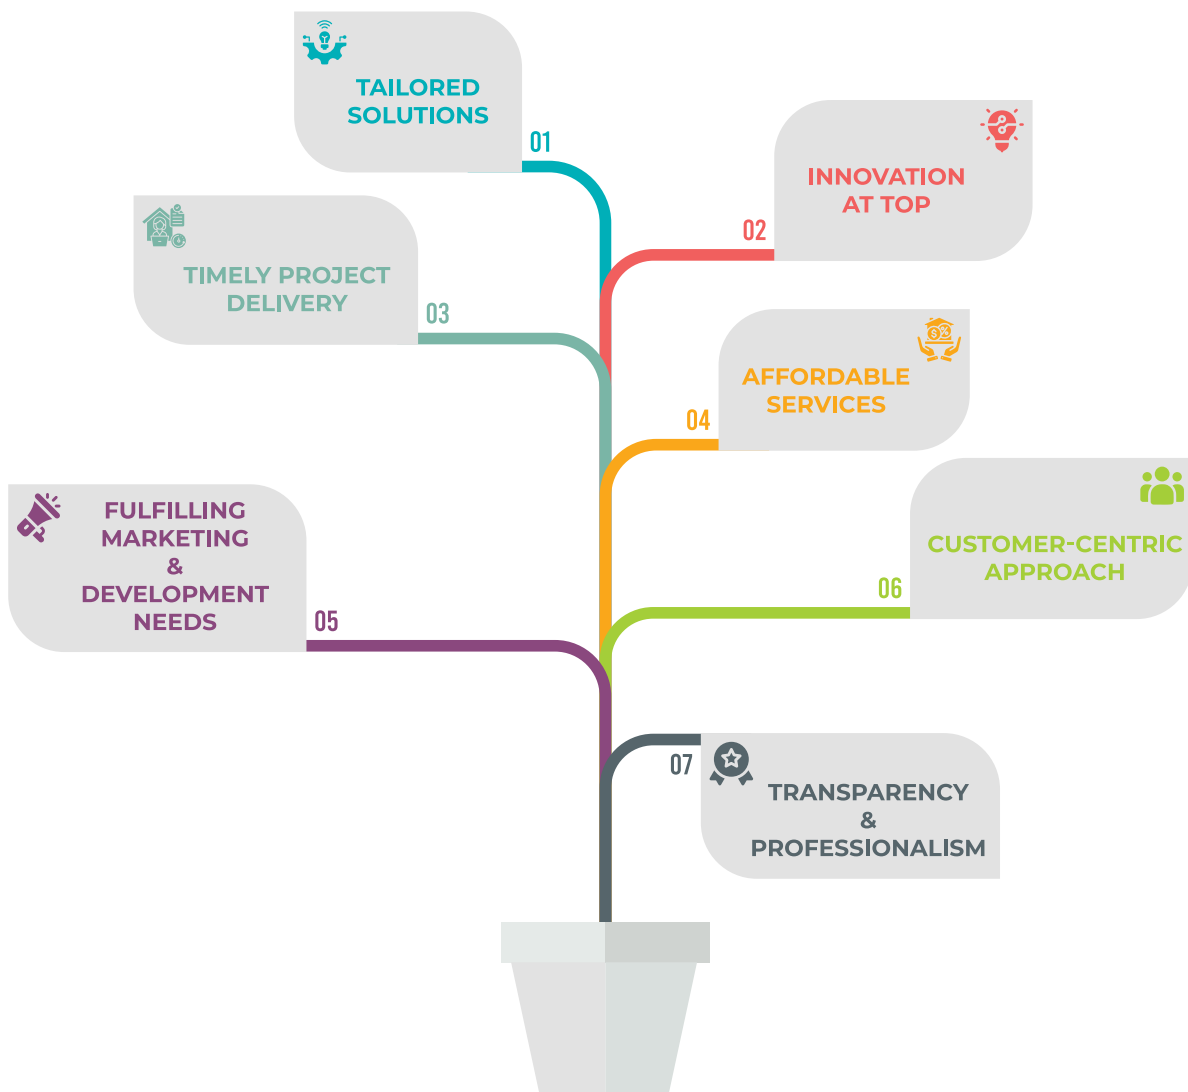 TAILORED
SOLUTIONS
01
INNOVATION
AT TOP
02
TIMELY PROJECT
DELIVERY
03
AFFORDABLE
SERVICES
04
FULFILLING
MARKETING
&
DEVELOPMENT
NEEDS
05
CUSTOMER-CENTRIC
APPROACH
06
07
TRANSPARENCY
&
PROFESSIONALISM